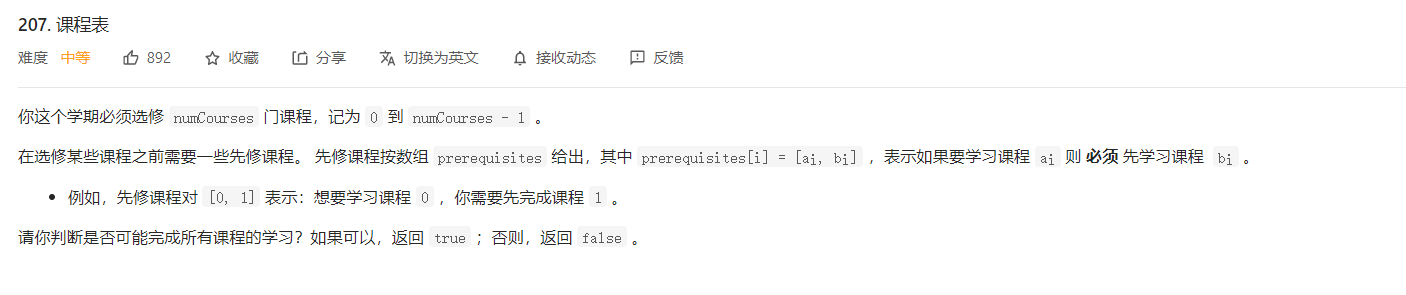 207. 课程表
难度 中等 892 收藏 分享 切换为英文 接收动态 反馈
你这个学期必须选修 numCourses 门课程，记为 0 到 numCourses - 1 。
在选修某些课程之前需要一些先修课程。 先修课程按数组 prerequisites 给出，其中 prerequisites[i] = [ai, bi] ，表示如果要学习课程 ai 则 必须 先学习课程 bi 。
• 例如，先修课程对 [0, 1] 表示：想要学习课程 0 ，你需要先完成课程 1 。
请你判断是否可能完成所有课程的学习？如果可以，返回 true ；否则，返回 false 。